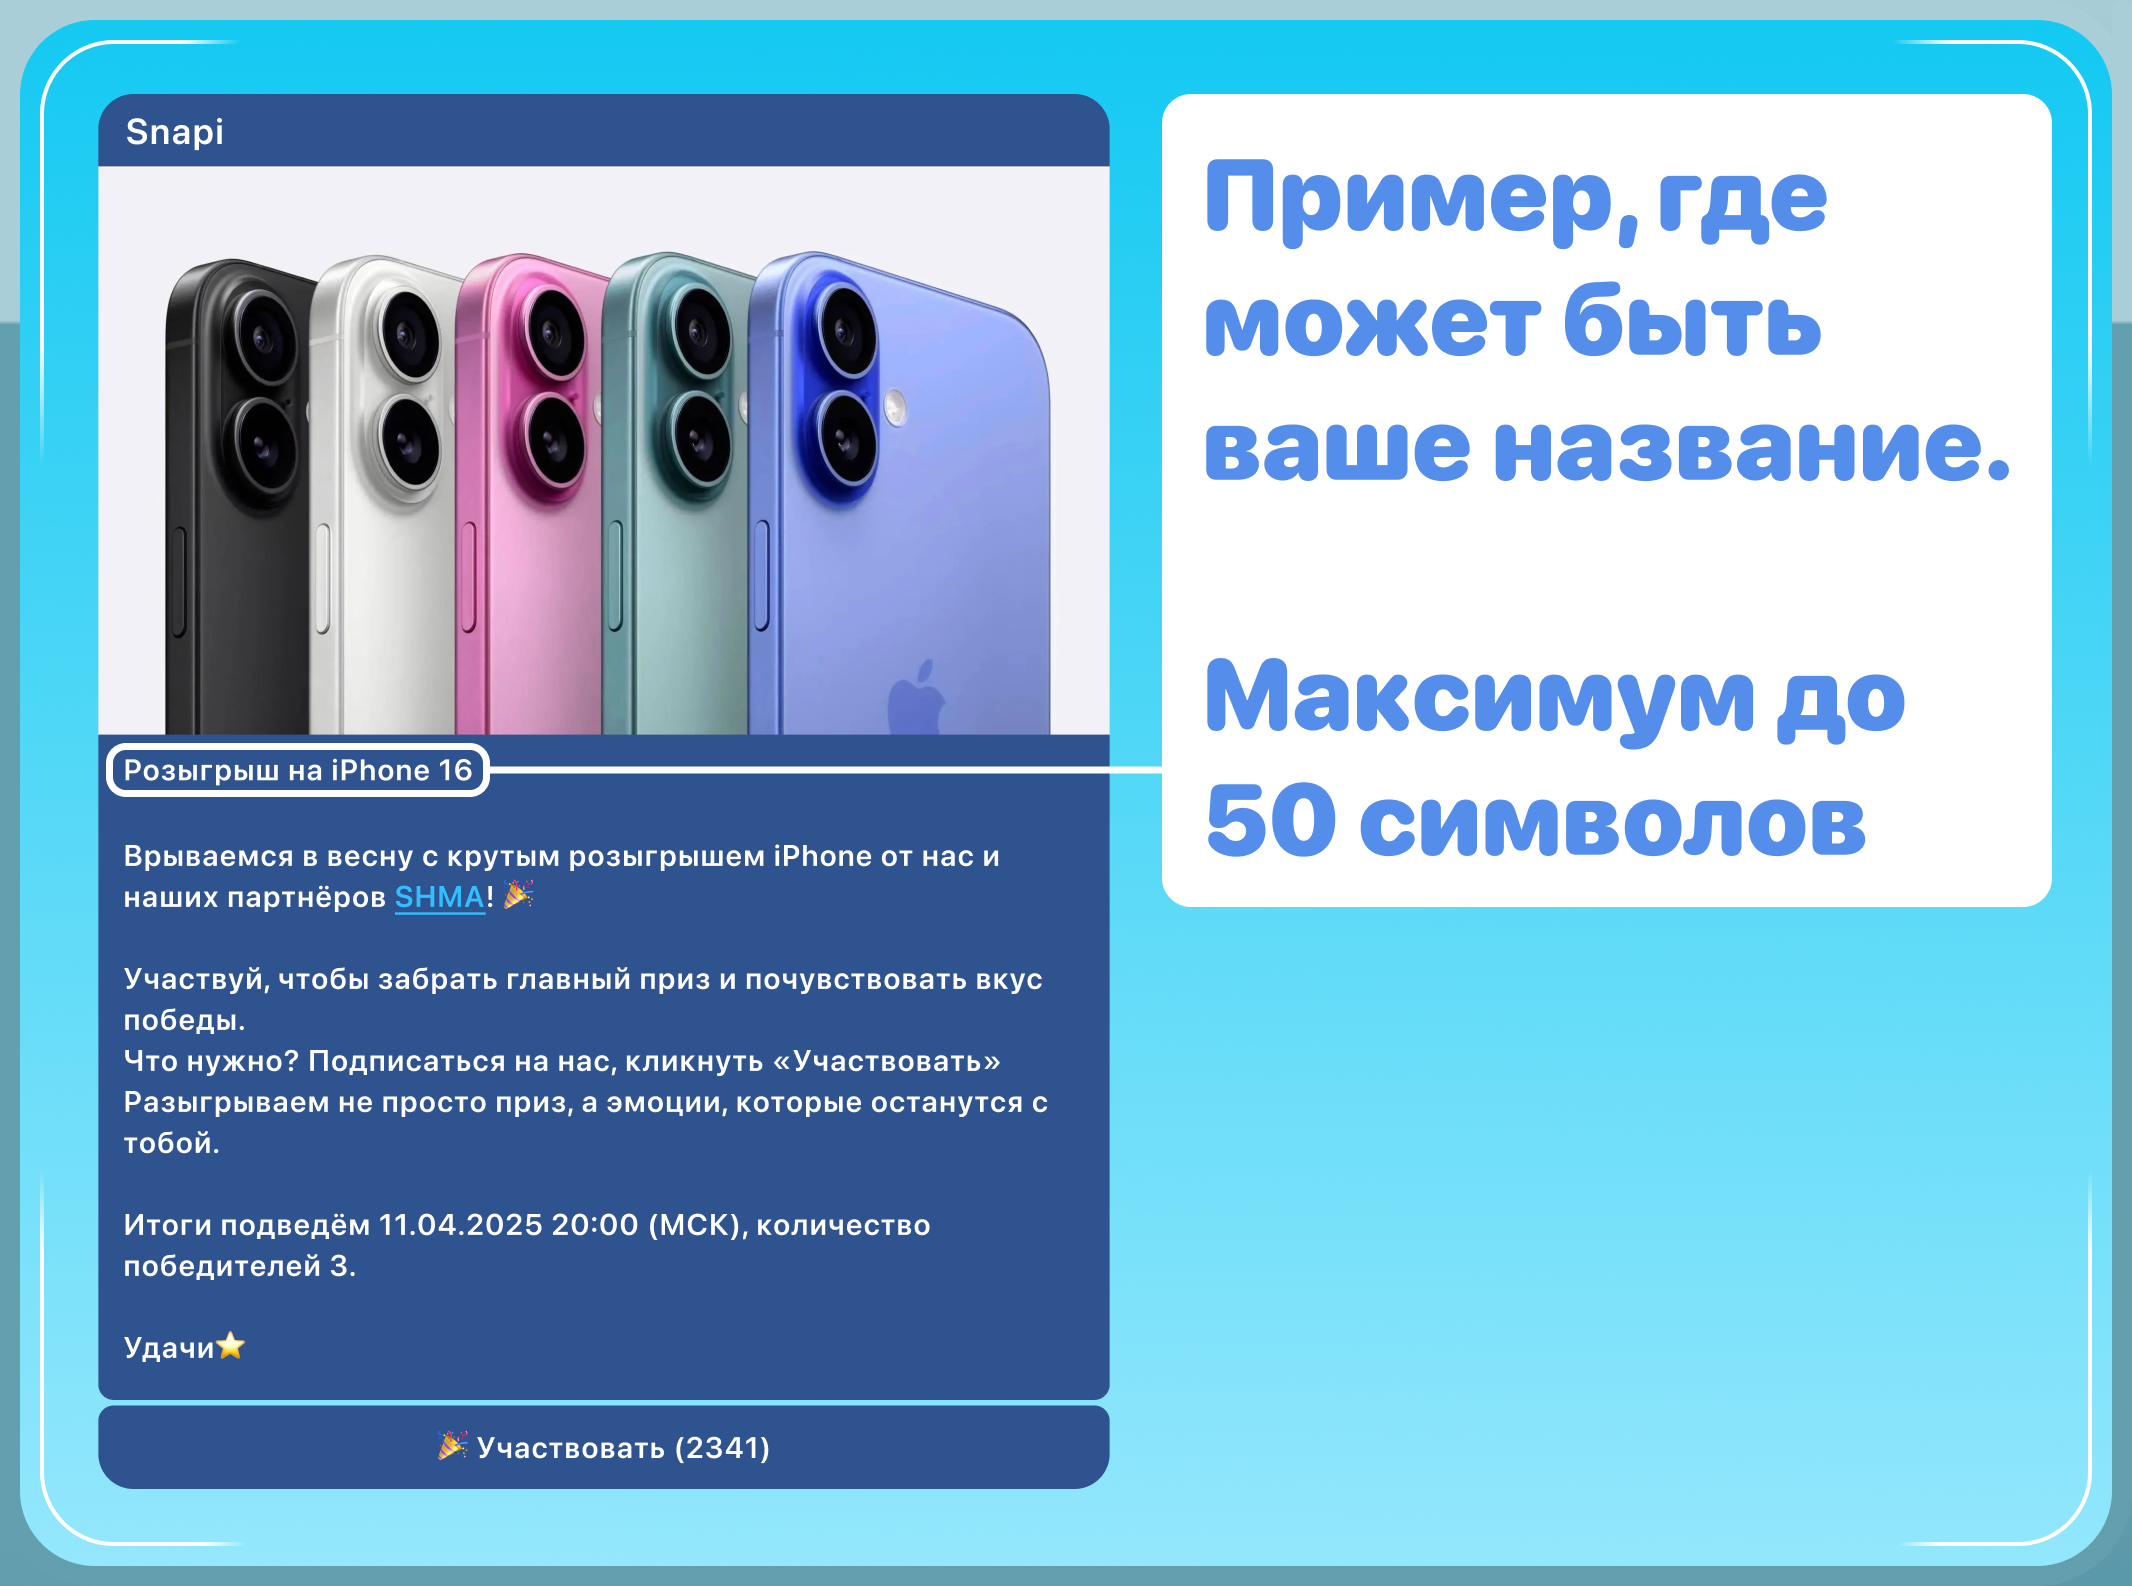 Snapi
Розыгрыш на iPhone 16
Врываемся в весну с крутым розыгрышем iPhone от нас и
наших партнёров SHMA! 🎉
Участвуй, чтобы забрать главный приз и почувствовать вкус
победы.
Что нужно? Подписаться на нас, кликнуть «Участвовать»
Разыгрываем не просто приз, а эмоции, которые останутся с
тобой.
Итоги подведём 11.04.2025 20:00 (МСК), количество
победителей 3.
Удачи⭐
🎉 Участвовать (2341)
Пример, где
может быть
ваше название.
Максимум до
50 символов